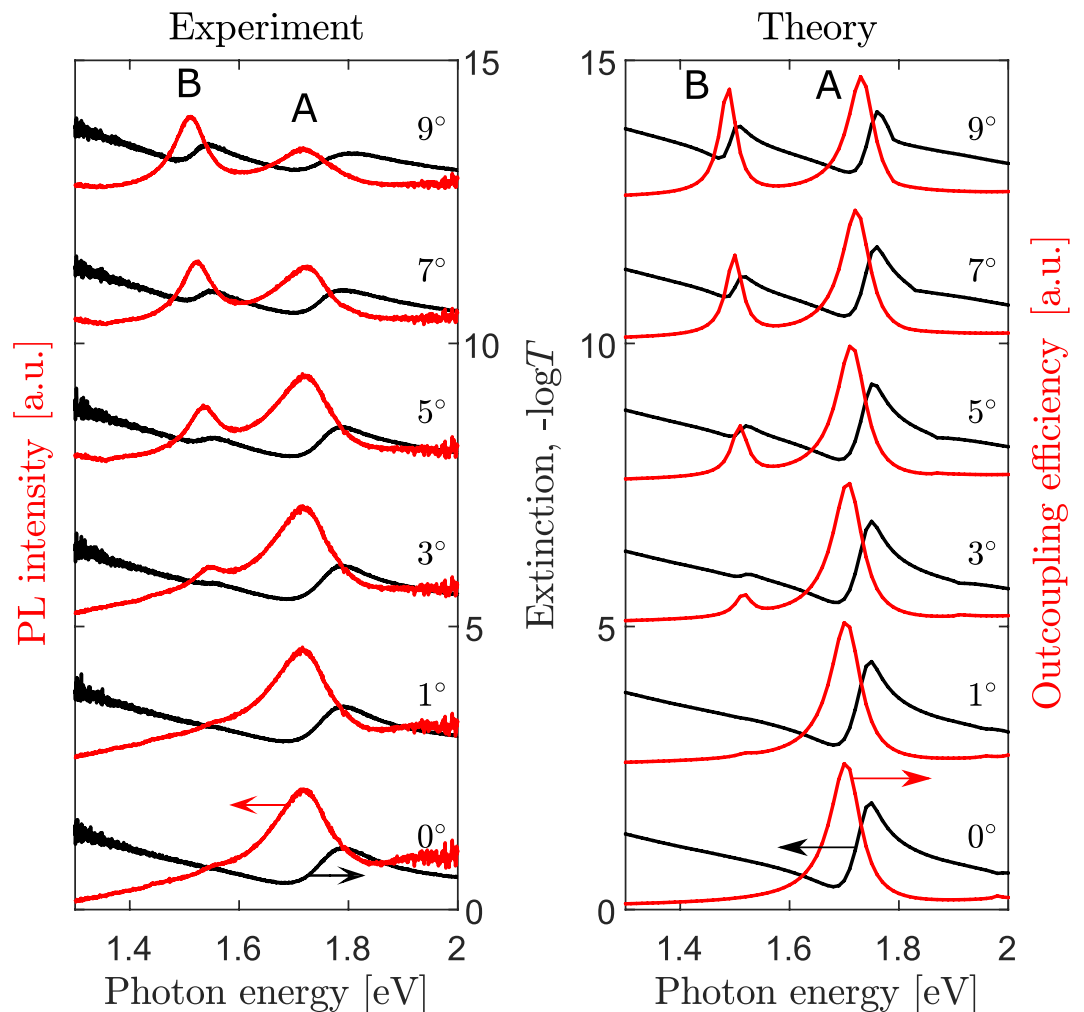 Experiment
Theory
PL intensity [a.u.]
B
A
9°
7°
5°
3°
1°
0°
15
10
5
0
1.4
1.6
1.8
2
Photon energy [eV]
Extinction, -logT
B
A
9°
7°
5°
3°
1°
0°
15
10
5
0
1.4
1.6
1.8
2
Photon energy [eV]
Outcoupling efficiency [a.u.]